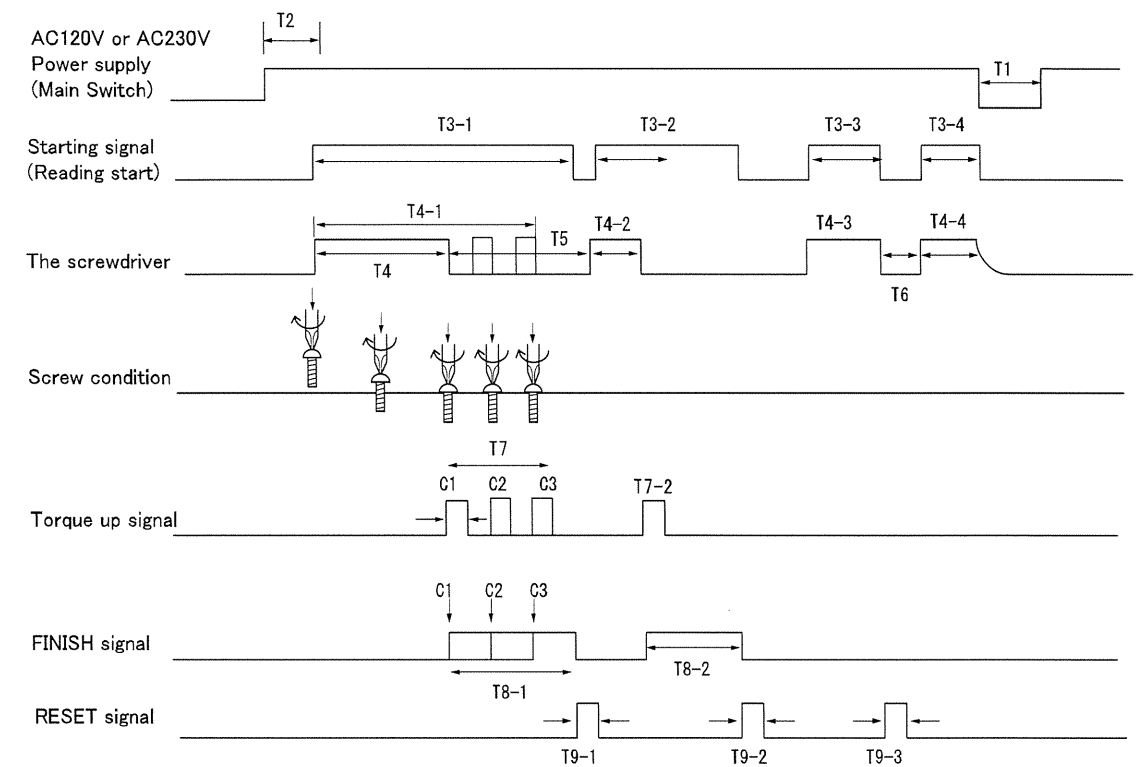 T2
AC120V or AC230V
Power supply
(Main Switch)
T1
T3-1
T3-2
T3-3
T3-4
Starting signal
(Reading start)
T4-1
T5
T4-2
T4-3
T4-4
The screwdriver
T4
T6
Screw condition
T7
C1
C2
C3
T7-2
Torque up signal
C1
C2
C3
FINISH signal
T8-1
T8-2
RESET signal
T9-1
T9-2
T9-3